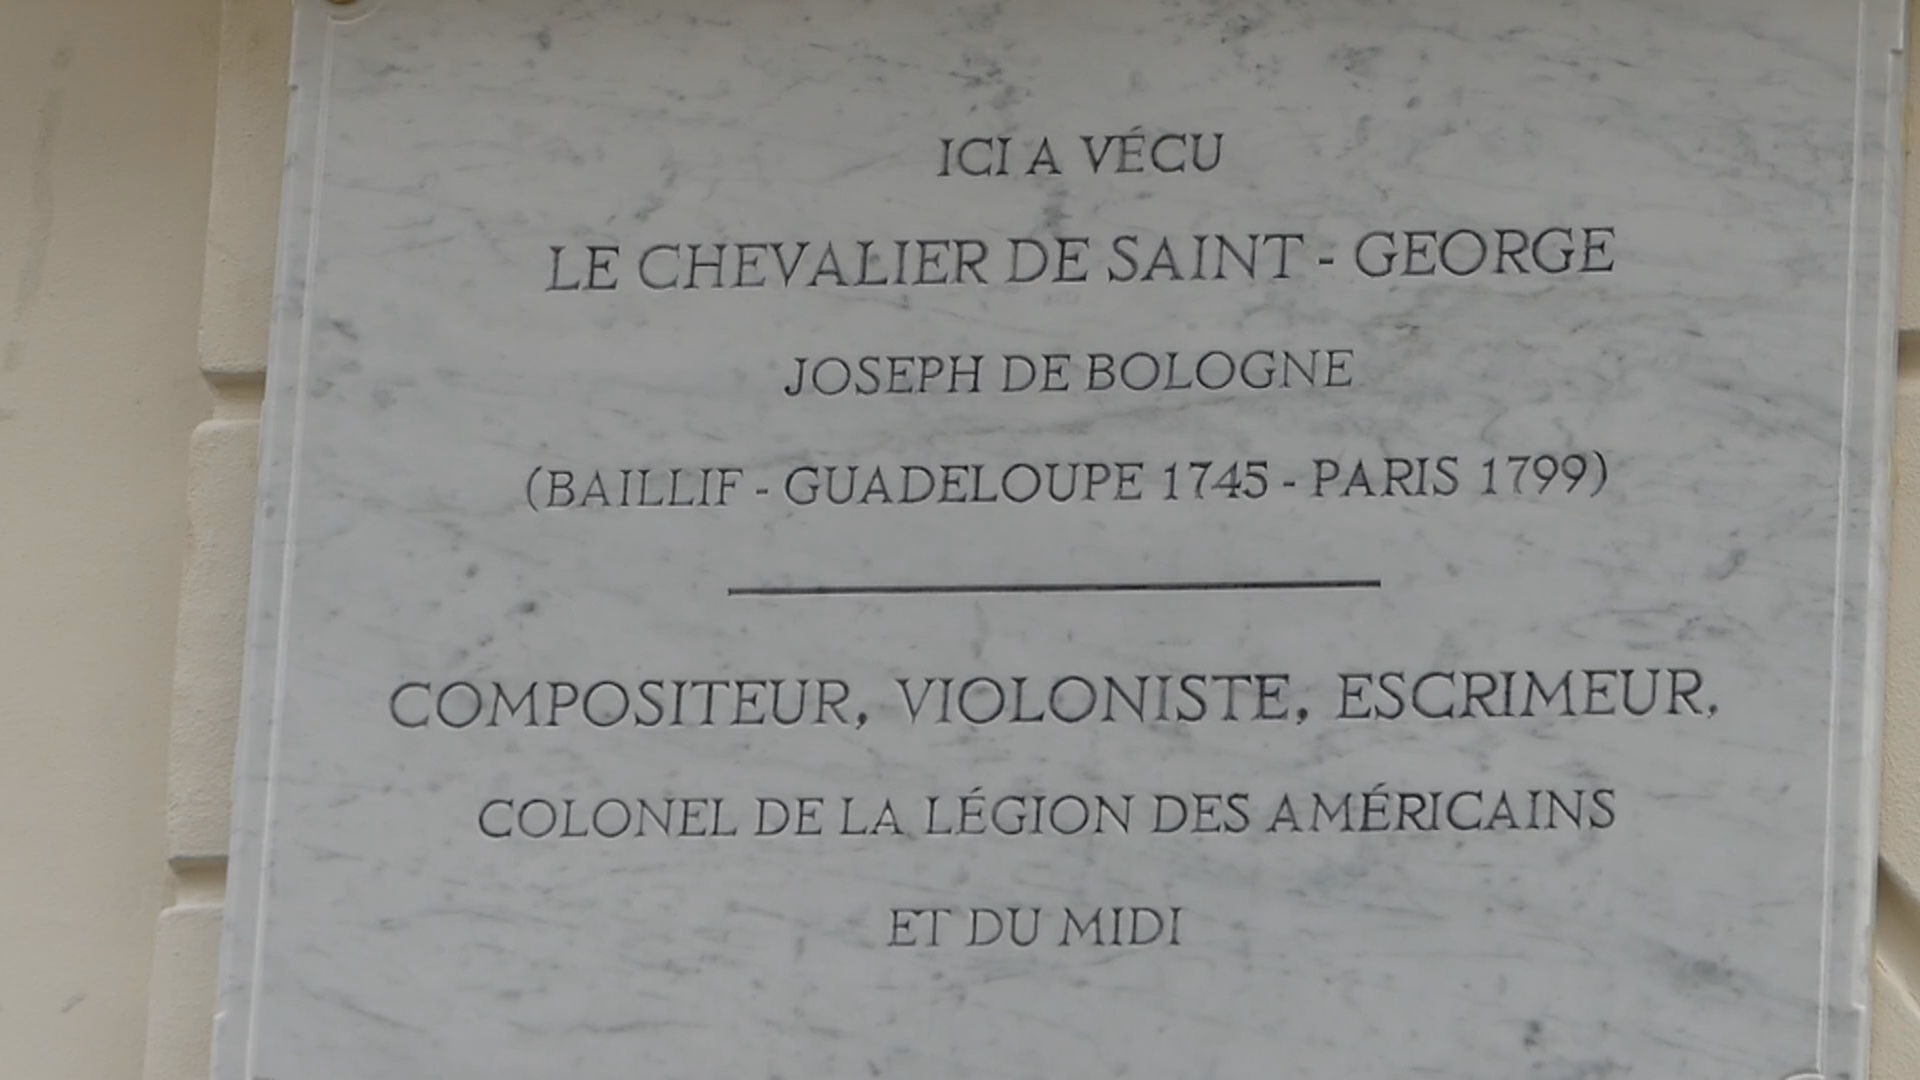 ICI A VÉCU
LE CHEVALIER DE SAINT - GEORGE
JOSEPH DE BOLOGNE
(BAILLIF - GUADELOUPE 1745 - PARIS 1799)
COMPOSITEUR, VIOLONISTE, ESCRIMEUR,
COLONEL DE LA LÉGION DES AMÉRICAINS
ET DU MIDI